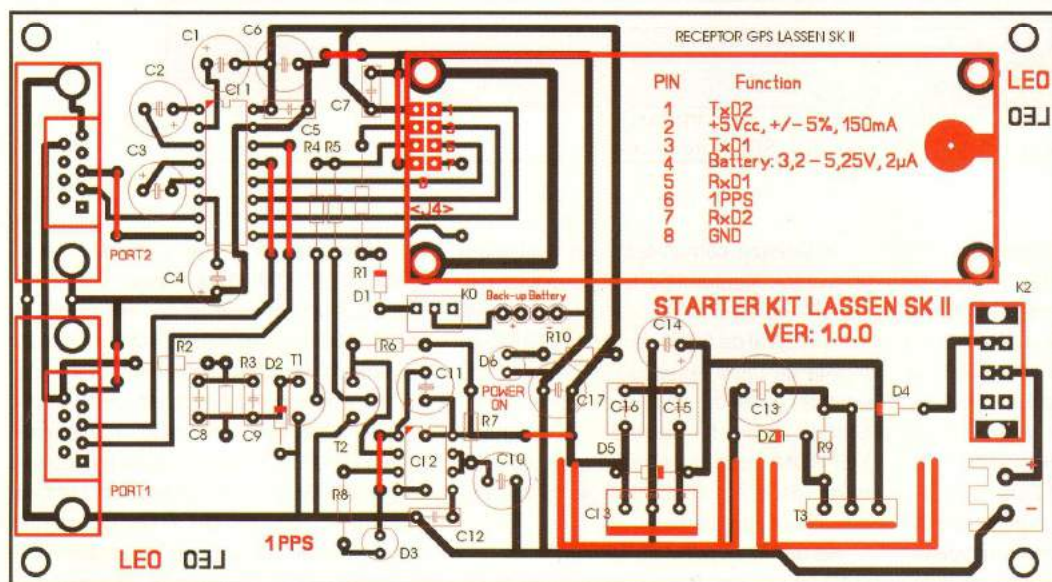 RECEPTOR GPS LASSEN SK II
PIN Function
1 TxD2
2 +5Vcc, +/- 5%, 150mA
3 TxD1
4 Battery: 3,2 - 5,25V, 2µA
5 RxD1
6 1PPS
7 RxD2
8 GND
LEO
LEO
C1
C6
C2
CI 1
C7
C5
C3
R4 R5
<J4>
PORT2
C4
R1
D1
K0
Back-up Battery
+ -
R10
STARTER KIT LASSEN SK II
VER: 1.0.0
K2
C14
R2
R3
D2
T1
R6
C11
D6
POWER
ON
C17
C16
C15
C13
D4
C8
C9
T2
R7
DZ1
R9
D5
CI 2
C10
R8
CI 3
T3
+
-
PORT1
C12
D3
1PPS
LEO
LEO